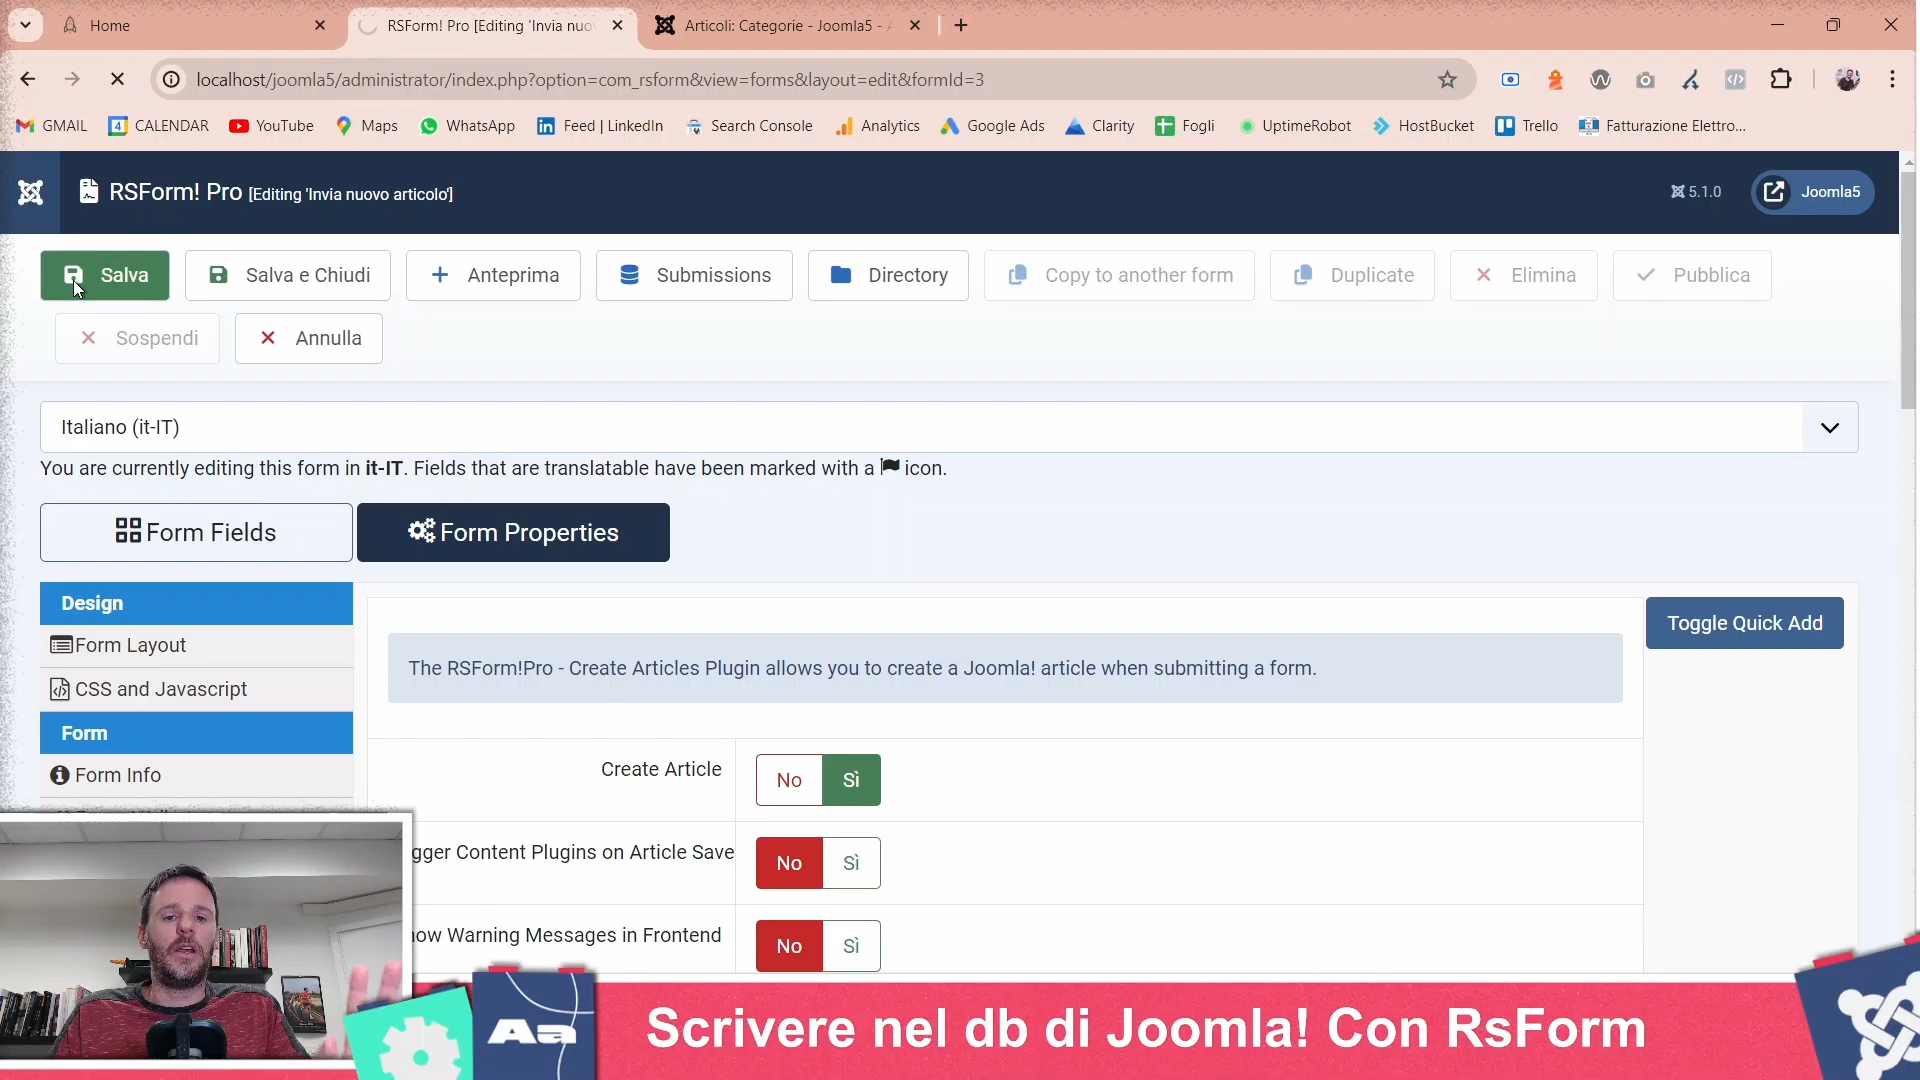 Home
RSForm! Pro [Editing 'Invia nuo
Articoli: Categorie - Joomla5 - A
localhost/joomla5/administrator/index.php?option=com_rsform&view=forms&layout=edit&formId=3
GMAIL
CALENDAR
YouTube
Maps
WhatsApp
Feed | LinkedIn
Search Console
Analytics
Google Ads
Clarity
Fogli
UptimeRobot
HostBucket
Trello
Fatturazione Elettro...
RSForm! Pro [Editing 'Invia nuovo articolo']
5.1.0
Joomla5
Salva
Salva e Chiudi
Anteprima
Submissions
Directory
Copy to another form
Duplicate
Elimina
Pubblica
Sospendi
Annulla
Italiano (it-IT)
You are currently editing this form in it-IT. Fields that are translatable have been marked with a icon.
Form Fields
Form Properties
Design
Form Layout
CSS and Javascript
Form
Form Info
The RSForm!Pro - Create Articles Plugin allows you to create a Joomla! article when submitting a form.
Toggle Quick Add
Create Article
No
Sì
gger Content Plugins on Article Save
No
Sì
ow Warning Messages in Frontend
No
Sì
Aa
Scrivere nel db di Joomla! Con RsForm